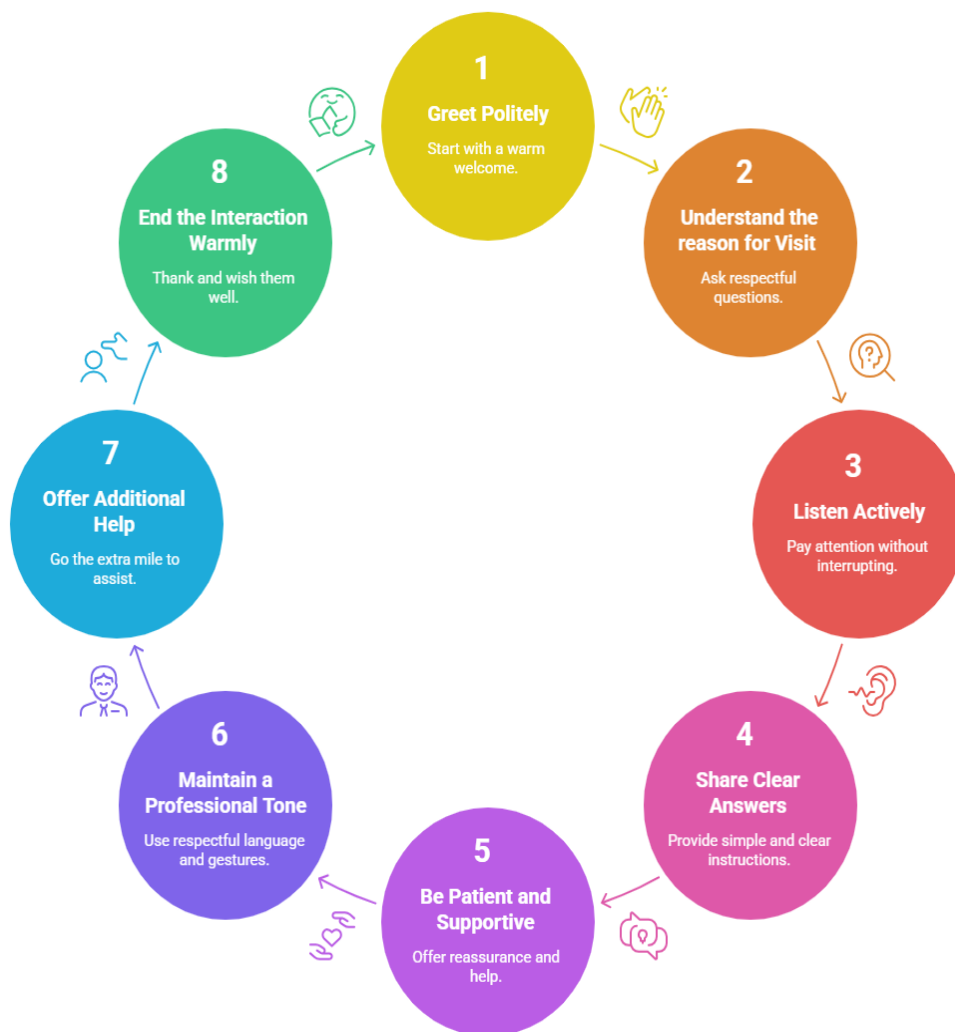 1
Greet Politely
Start with a warm
welcome.
2
Understand the
reason for Visit
Ask respectful
questions.
3
Listen Actively
Pay attention without
interrupting.
4
Share Clear
Answers
Provide simple and clear
instructions.
5
Be Patient and
Supportive
Offer reassurance and
help.
6
Maintain a
Professional Tone
Use respectful language
and gestures.
7
Offer Additional
Help
Go the extra mile to
assist.
8
End the Interaction
Warmly
Thank and wish them
well.